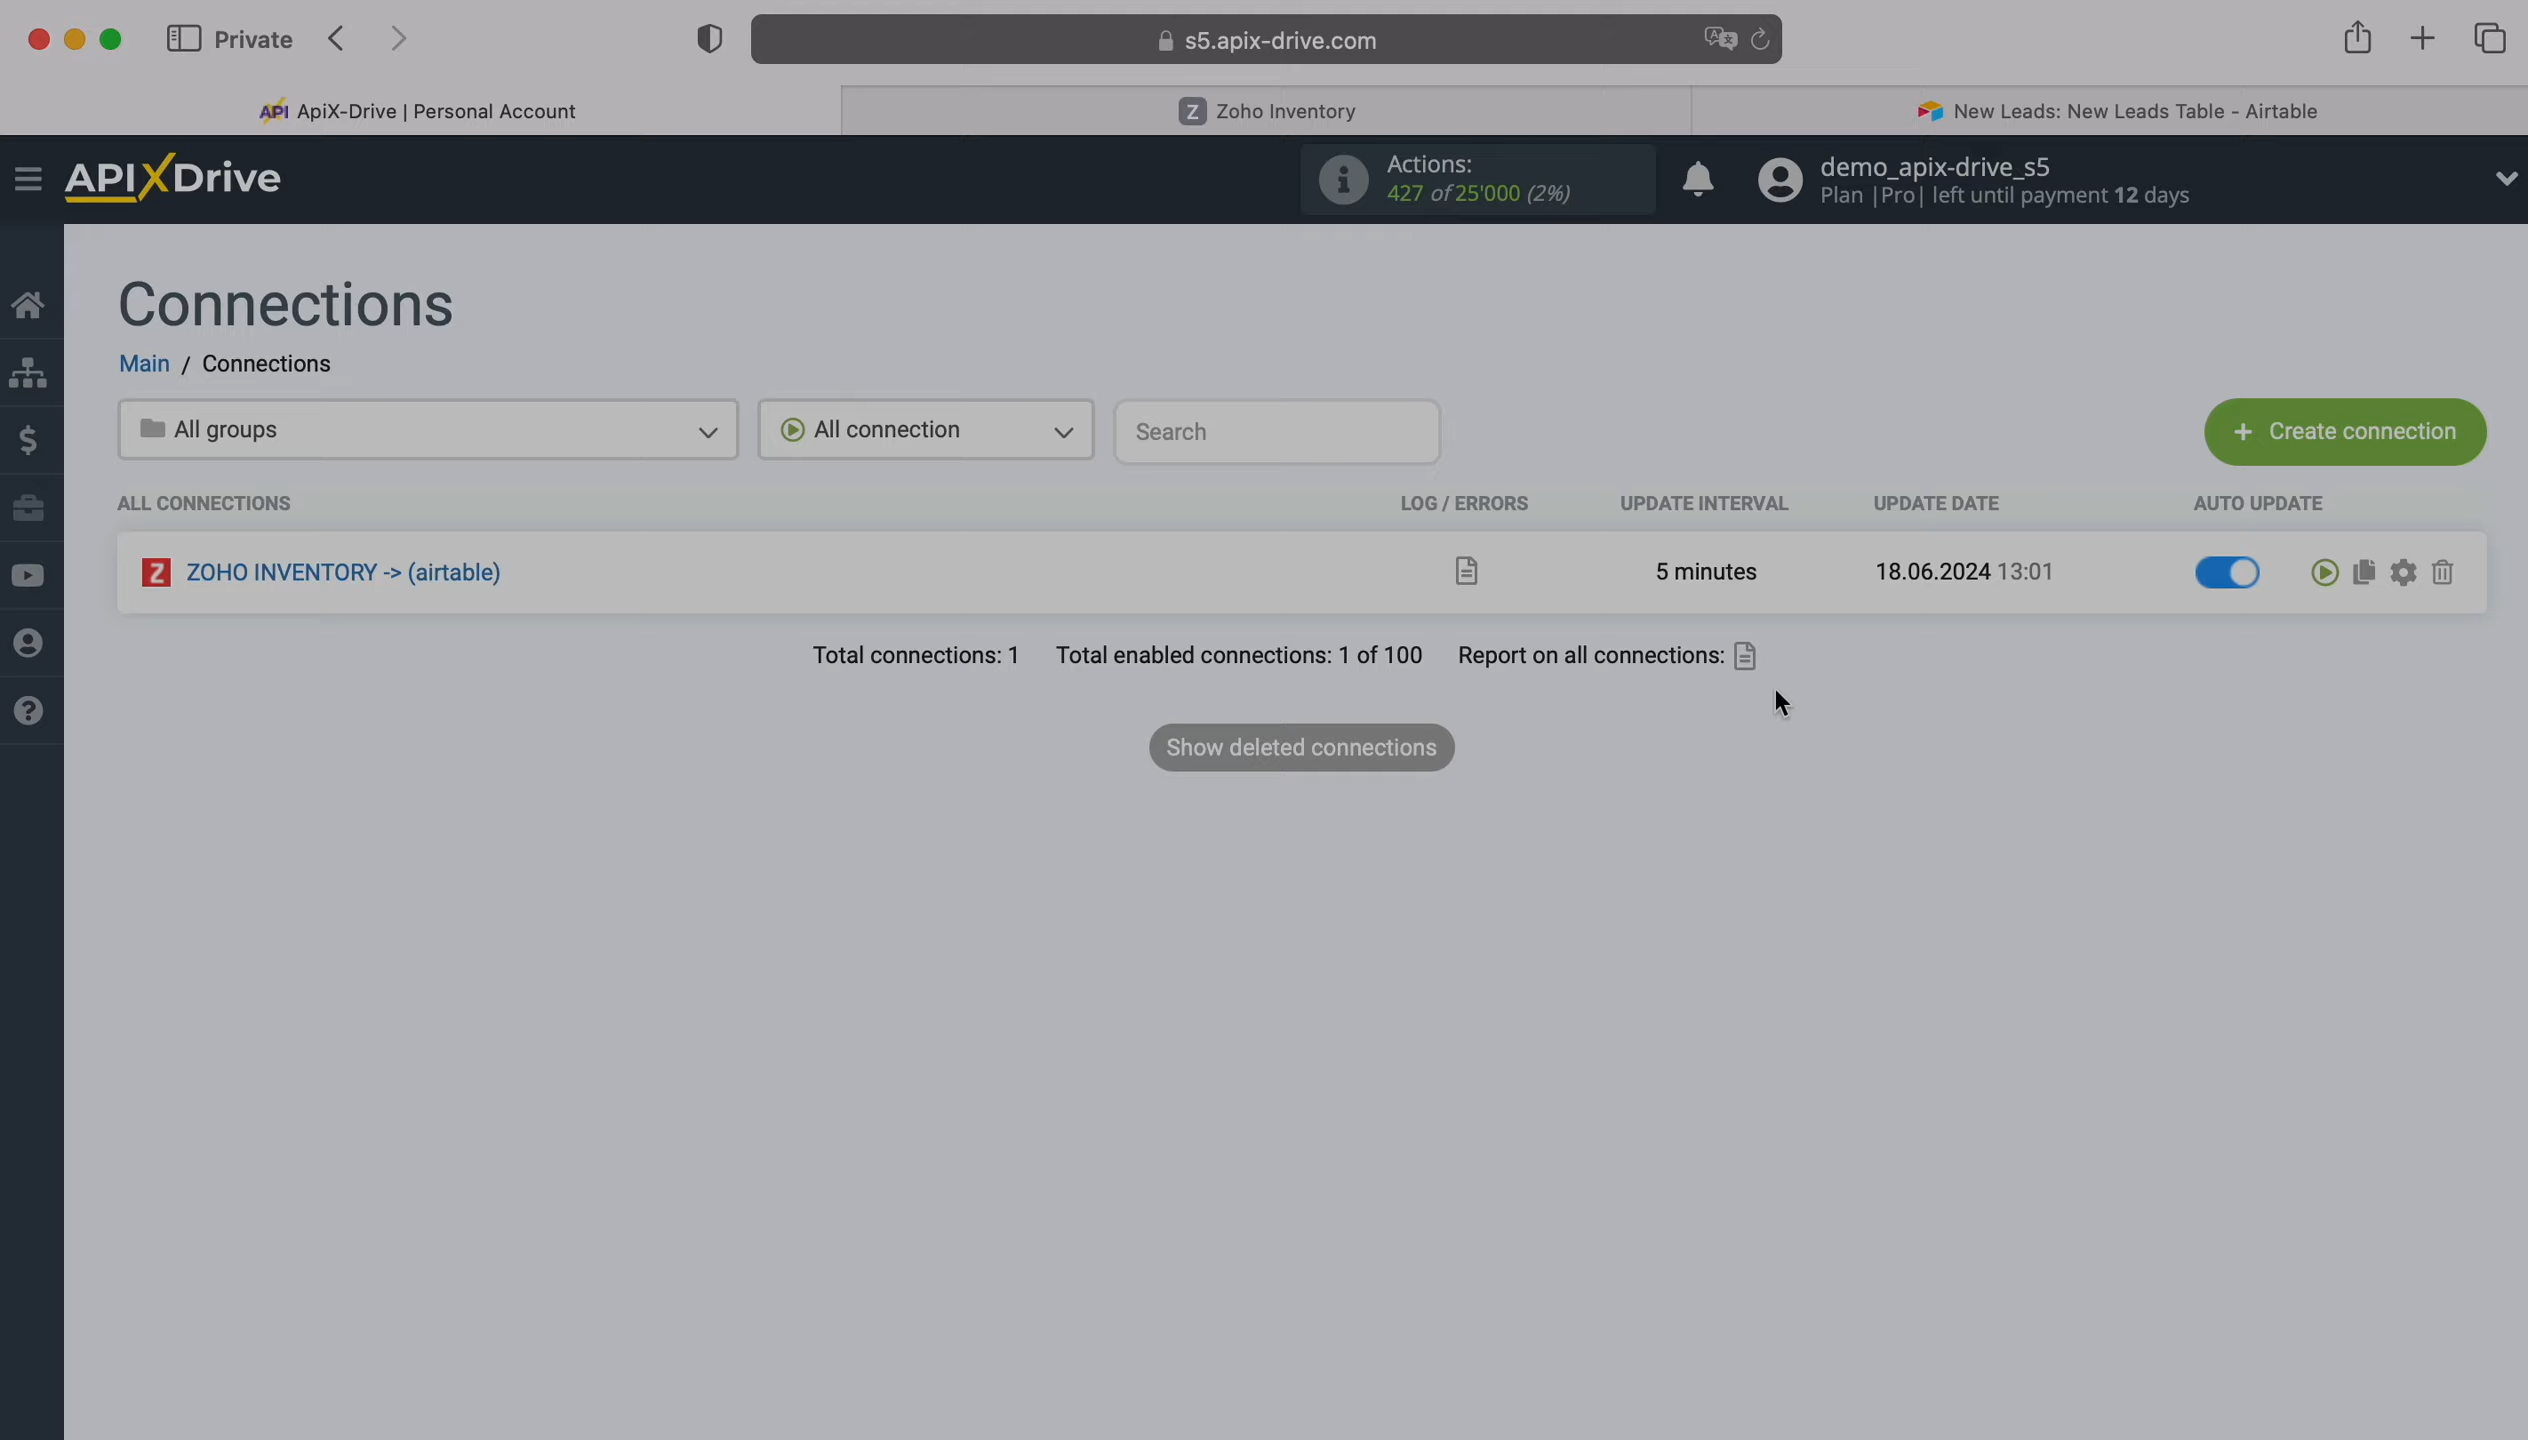 Private
s5.apix-drive.com
API ApiX-Drive | Personal Account
Z Zoho Inventory
New Leads: New Leads Table - Airtable
APIXDrive
Actions:
427 of 25'000 (2%)
demo_apix-drive_s5
Plan |Pro| left until payment 12 days
Connections
Main / Connections
All groups
All connection
Search
+ Create connection
ALL CONNECTIONS
LOG / ERRORS
UPDATE INTERVAL
UPDATE DATE
AUTO UPDATE
Z ZOHO INVENTORY -> (airtable)
5 minutes
18.06.2024 13:01
Total connections: 1
Total enabled connections: 1 of 100
Report on all connections:
Show deleted connections